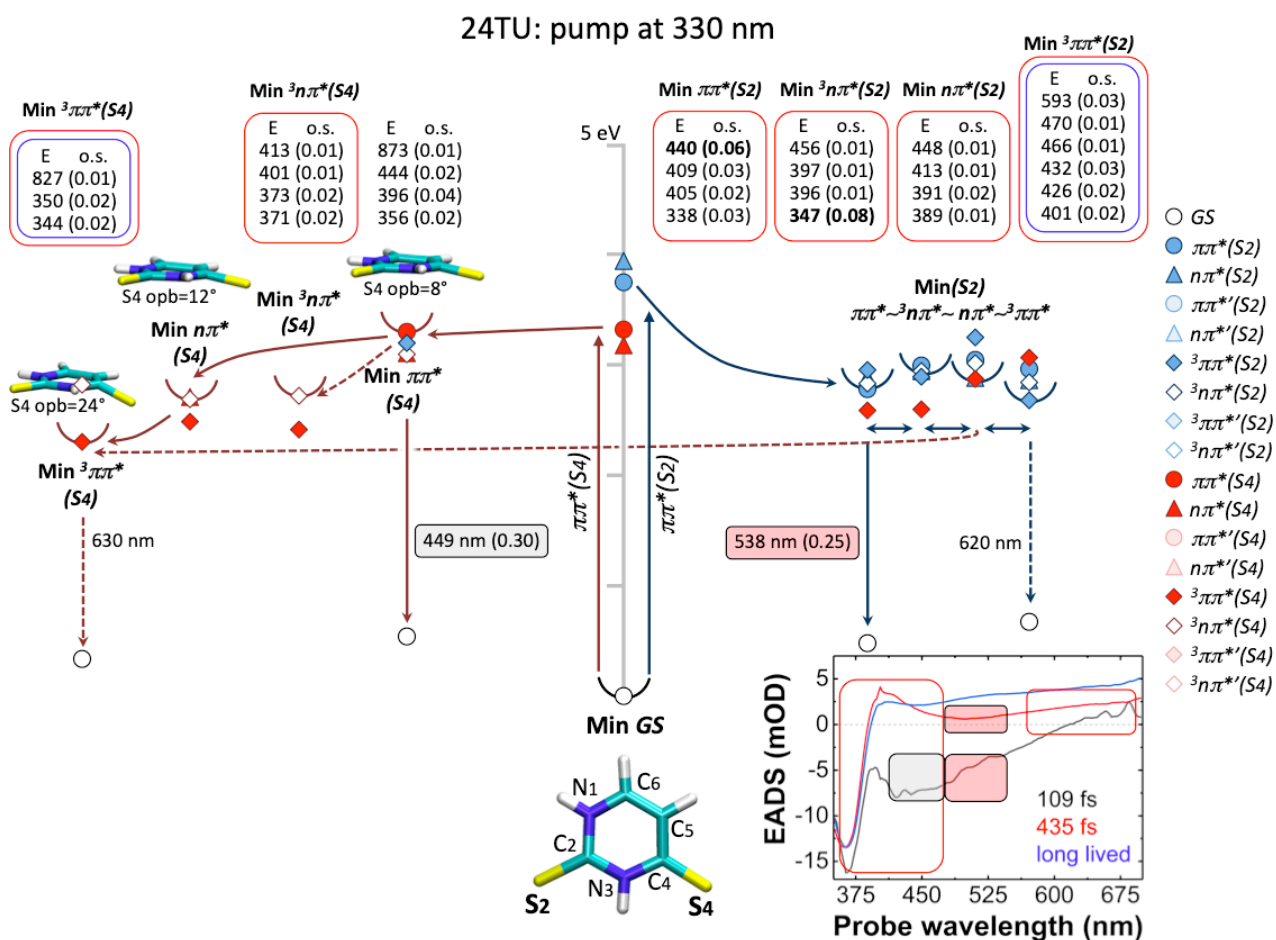 24TU: pump at 330 nm
Min ³ππ*(S4)
E o.s.
827 (0.01)
350 (0.02)
344 (0.02)
Min ³nπ*(S4)
E o.s.
413 (0.01)
401 (0.01)
373 (0.02)
371 (0.02)
E o.s.
873 (0.01)
444 (0.02)
396 (0.04)
356 (0.02)
5 eV
Min ππ*(S2)
E o.s.
440 (0.06)
409 (0.03)
405 (0.02)
338 (0.03)
Min ³nπ*(S2)
E o.s.
456 (0.01)
397 (0.01)
396 (0.01)
347 (0.08)
Min nπ*(S2)
E o.s.
448 (0.01)
413 (0.01)
391 (0.02)
389 (0.01)
Min ³ππ*(S2)
E o.s.
593 (0.03)
470 (0.01)
466 (0.01)
432 (0.03)
426 (0.02)
401 (0.02)
S4 opb=12°
S4 opb=8°
S4 opb=24°
Min nπ*
(S4)
Min ³nπ*
(S4)
Min ππ*
(S4)
Min ³ππ*
(S4)
Min(S2)
ππ*~³nπ*~ nπ*~³ππ*
630 nm
449 nm (0.30)
ππ*(S4)
ππ*(S2)
538 nm (0.25)
620 nm
Min GS
GS
ππ*(S2)
nπ*(S2)
ππ*'(S2)
nπ*'(S2)
³ππ*(S2)
³nπ*(S2)
³ππ*'(S2)
³nπ*'(S2)
ππ*(S4)
nπ*(S4)
ππ*'(S4)
nπ*'(S4)
³ππ*(S4)
³nπ*(S4)
³ππ*'(S4)
³nπ*'(S4)
N1
C6
C5
C2
N3
C4
S2
S4
EADS (mOD)
5
0
-5
-10
-15
109 fs
435 fs
long lived
375 450 525 600 675
Probe wavelength (nm)